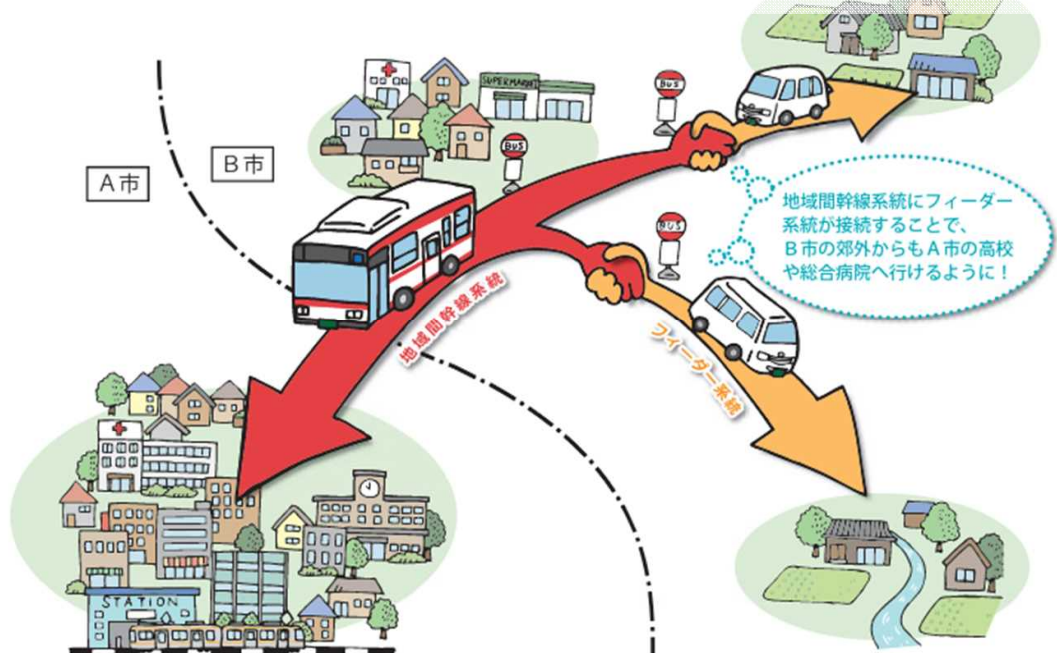 A市
B市
SUPERMARKET
BUS
BUS
BUS
地域間幹線系統にフィーダー
系統が接続することで、
B市の郊外からもA市の高校
や総合病院へ行けるように！
地域間幹線系統
フィーダー系統
STATION